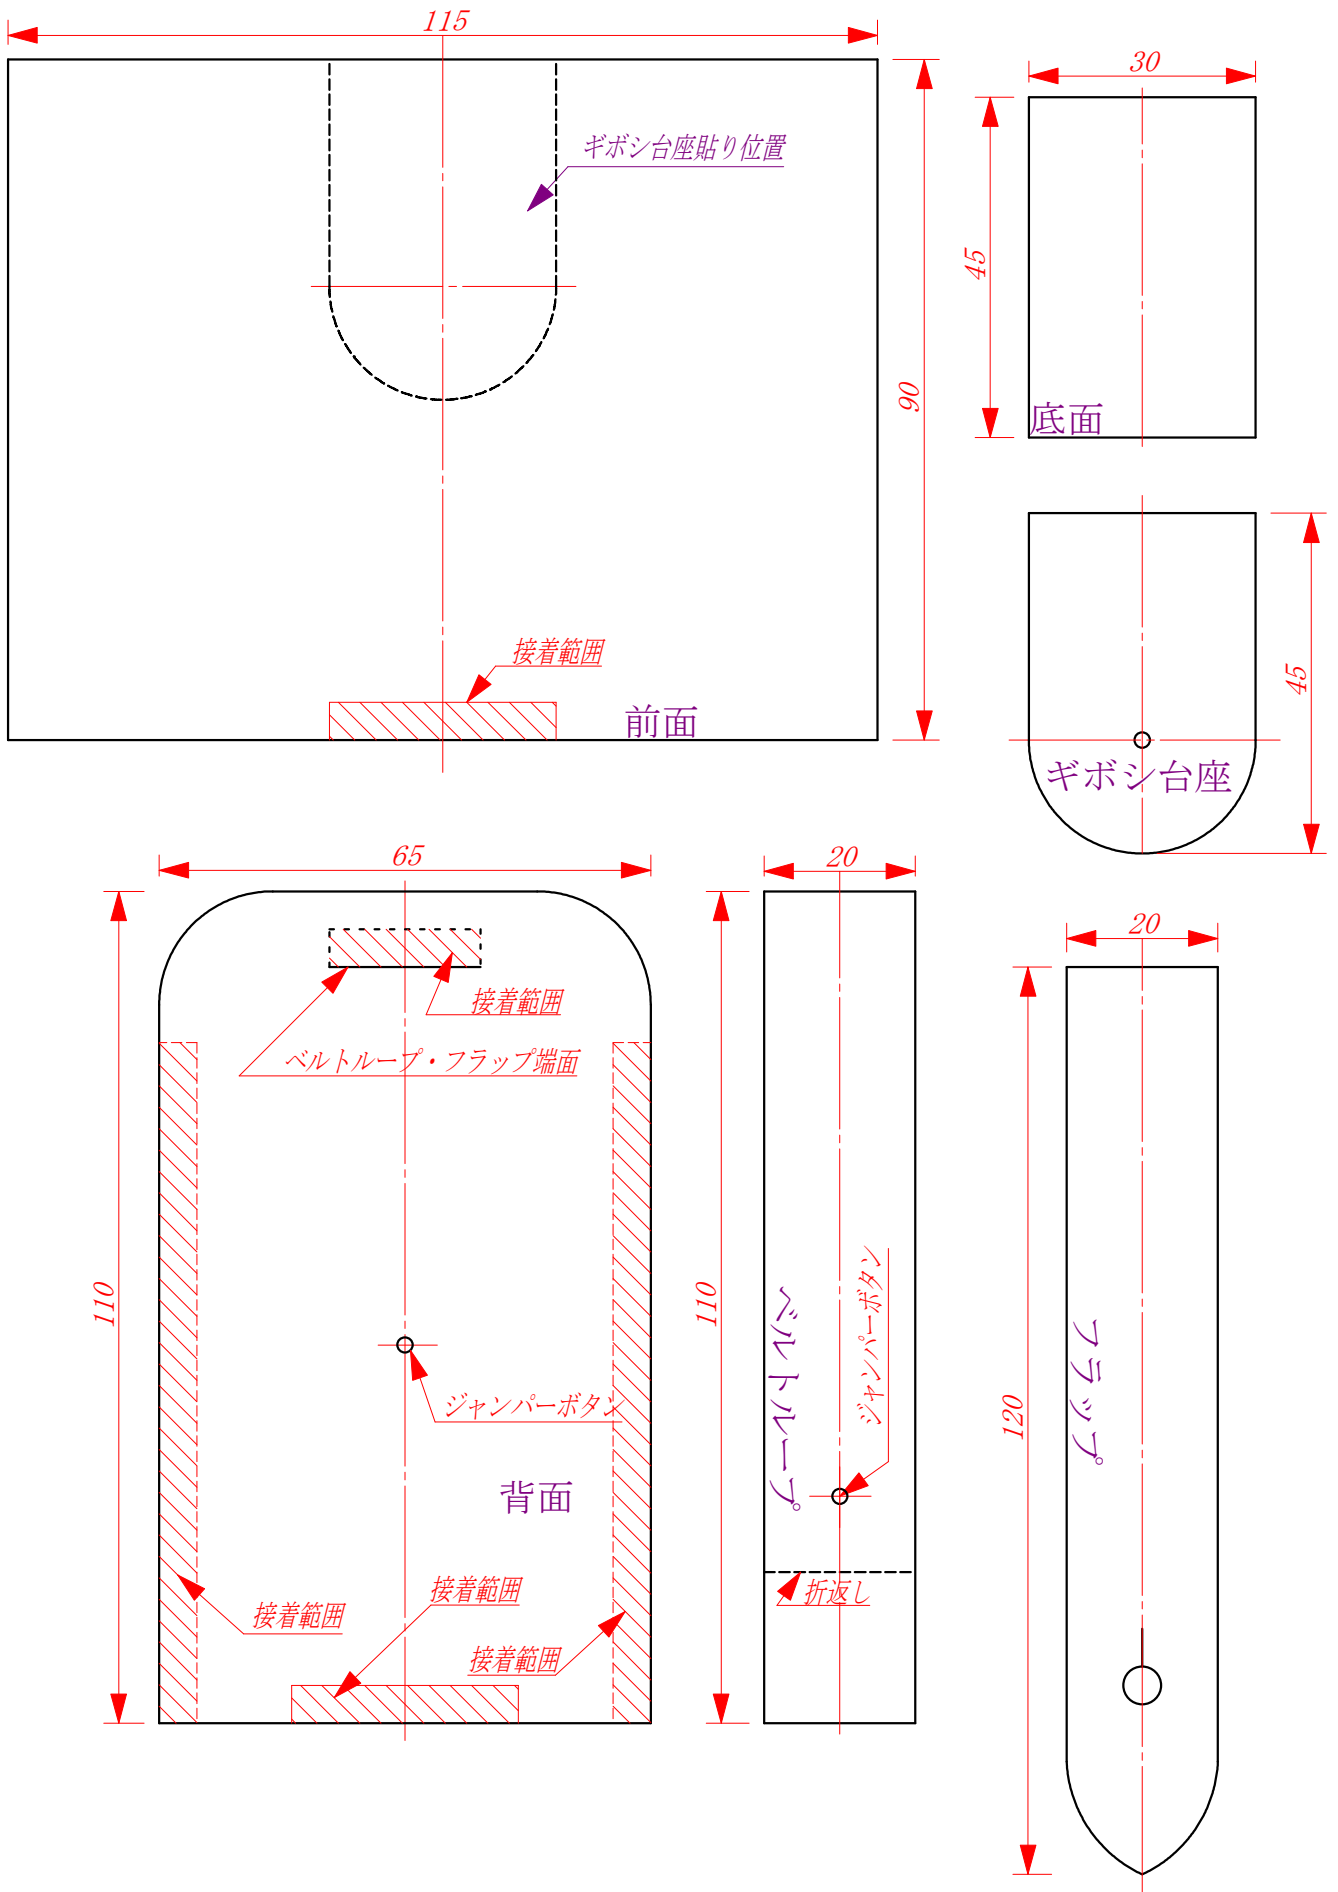 115
30
ギボシ台座貼り位置
45
90
底面
接着範囲
前面
45
ギボシ台座
65
20
20
接着範囲
ベルトループ・フラップ端面
110
110
ジャンパーボタン
ベルトループ
フラップ
120
ジャンパーボタン
背面
折返し
接着範囲
接着範囲
接着範囲